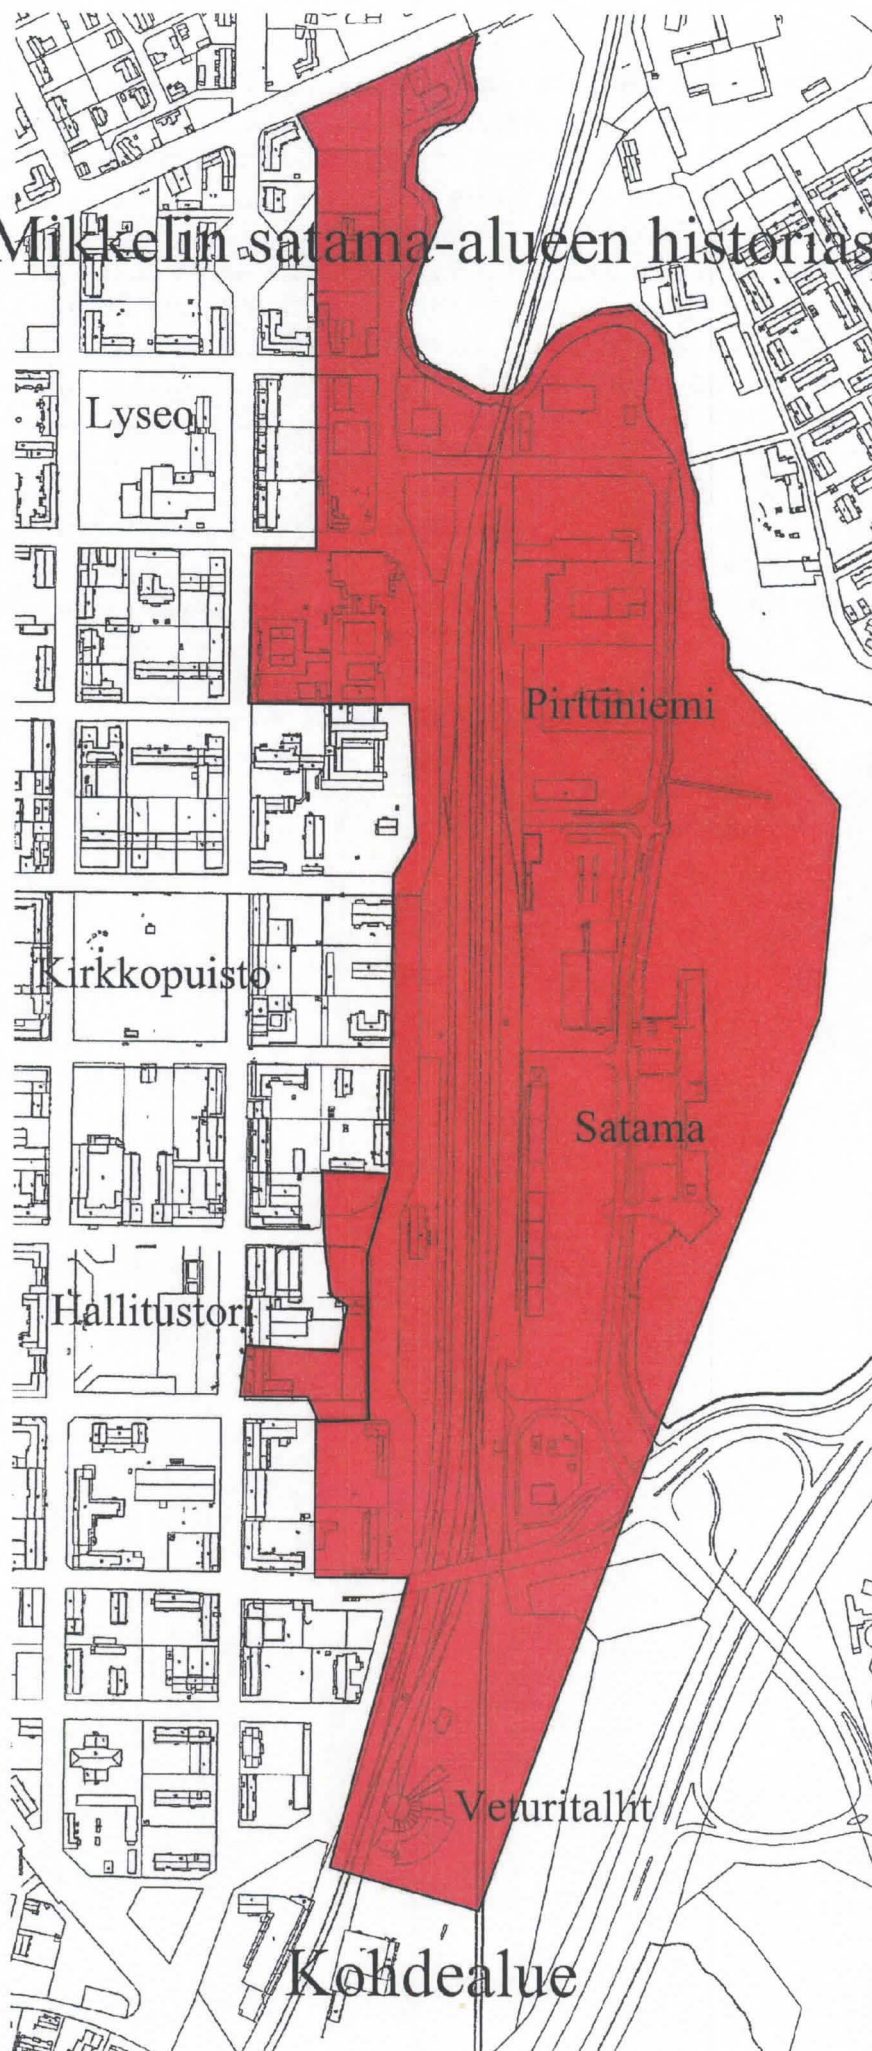 Mikkelin satama-alueen historias
Lyseo
Pirttiniemi
Kirkkopuisto
Satama
Hallitustori
Veturitallit
Kohdealue